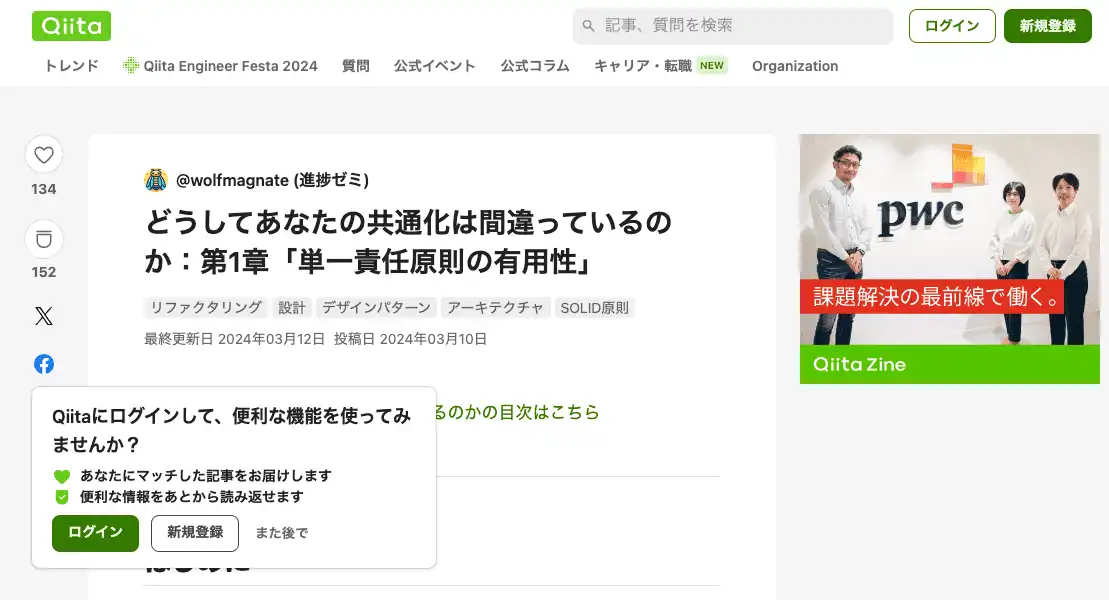 Qiita
記事、質問を検索
ログイン
新規登録
トレンド
Qiita Engineer Festa 2024
質問
公式イベント
公式コラム
キャリア・転職 NEW
Organization
134
152
@wolfmagnate (進捗ゼミ)
どうしてあなたの共通化は間違っているの
か：第1章「単一責任原則の有用性」
リファクタリング 設計 デザインパターン アーキテクチャ SOLID原則
最終更新日 2024年03月12日 投稿日 2024年03月10日
るのかの目次はこちら
Qiitaにログインして、便利な機能を使ってみ
ませんか？
あなたにマッチした記事をお届けします
便利な情報をあとから読み返せます
ログイン
新規登録
また後で
pwc
課題解決の最前線で働く。
Qiita Zine